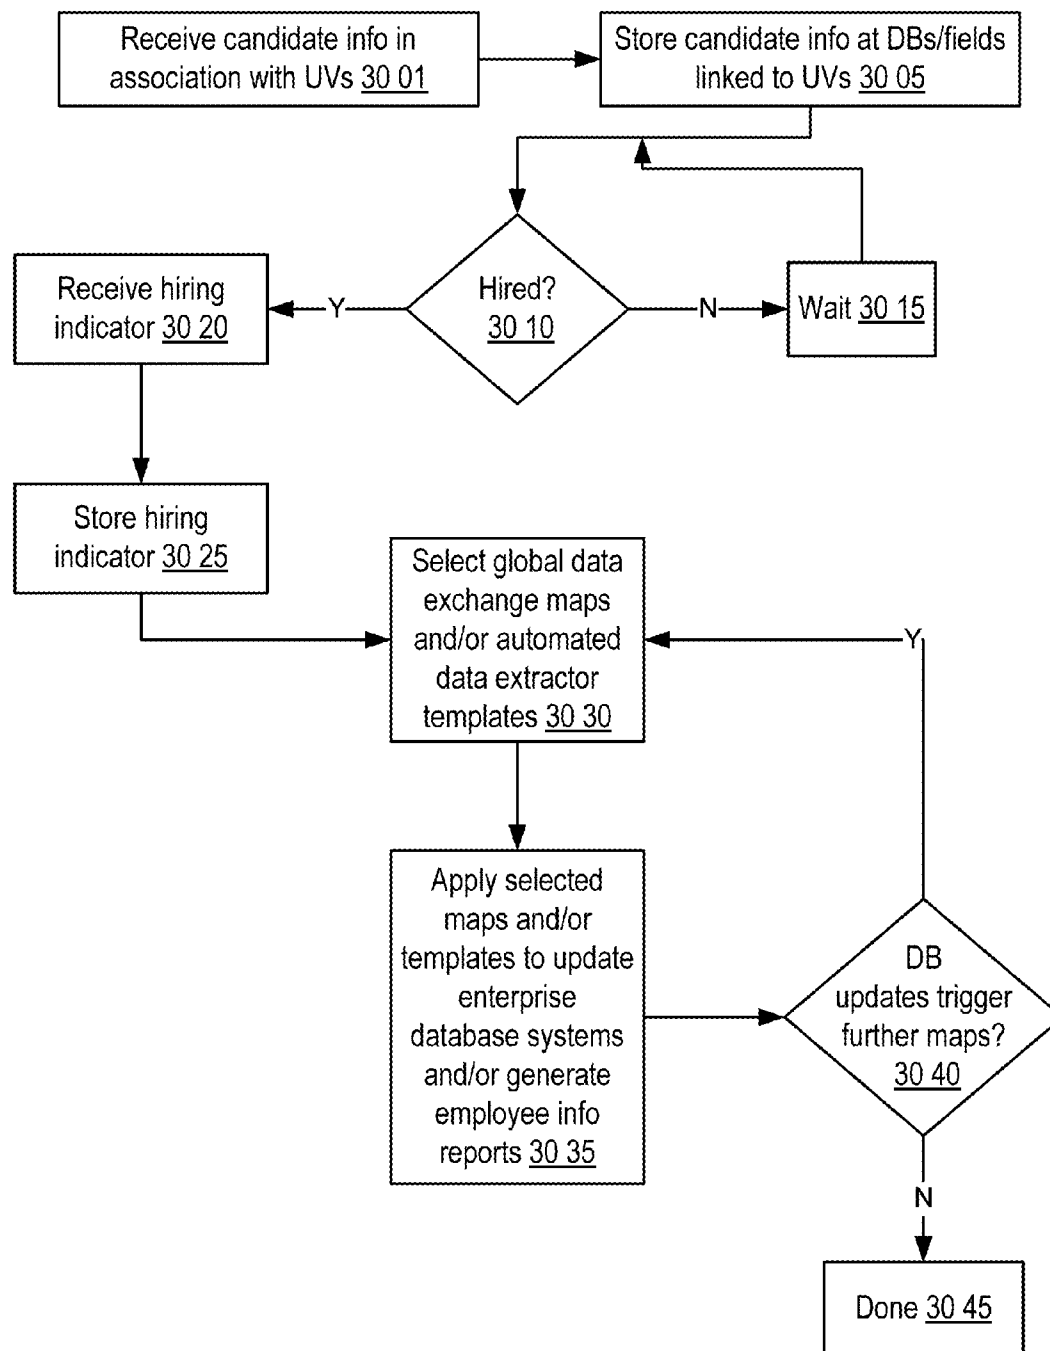 Receive candidate info in
association with UVs 30 01
Store candidate info at DBs/fields
linked to UVs 30 05
Hired?
30 10
Y
N
Receive hiring
indicator 30 20
Wait 30 15
Store hiring
indicator 30 25
Select global data
exchange maps
and/or automated
data extractor
templates 30 30
Y
Apply selected
maps and/or
templates to update
enterprise
database systems
and/or generate
employee info
reports 30 35
DB
updates trigger
further maps?
30 40
N
Done 30 45